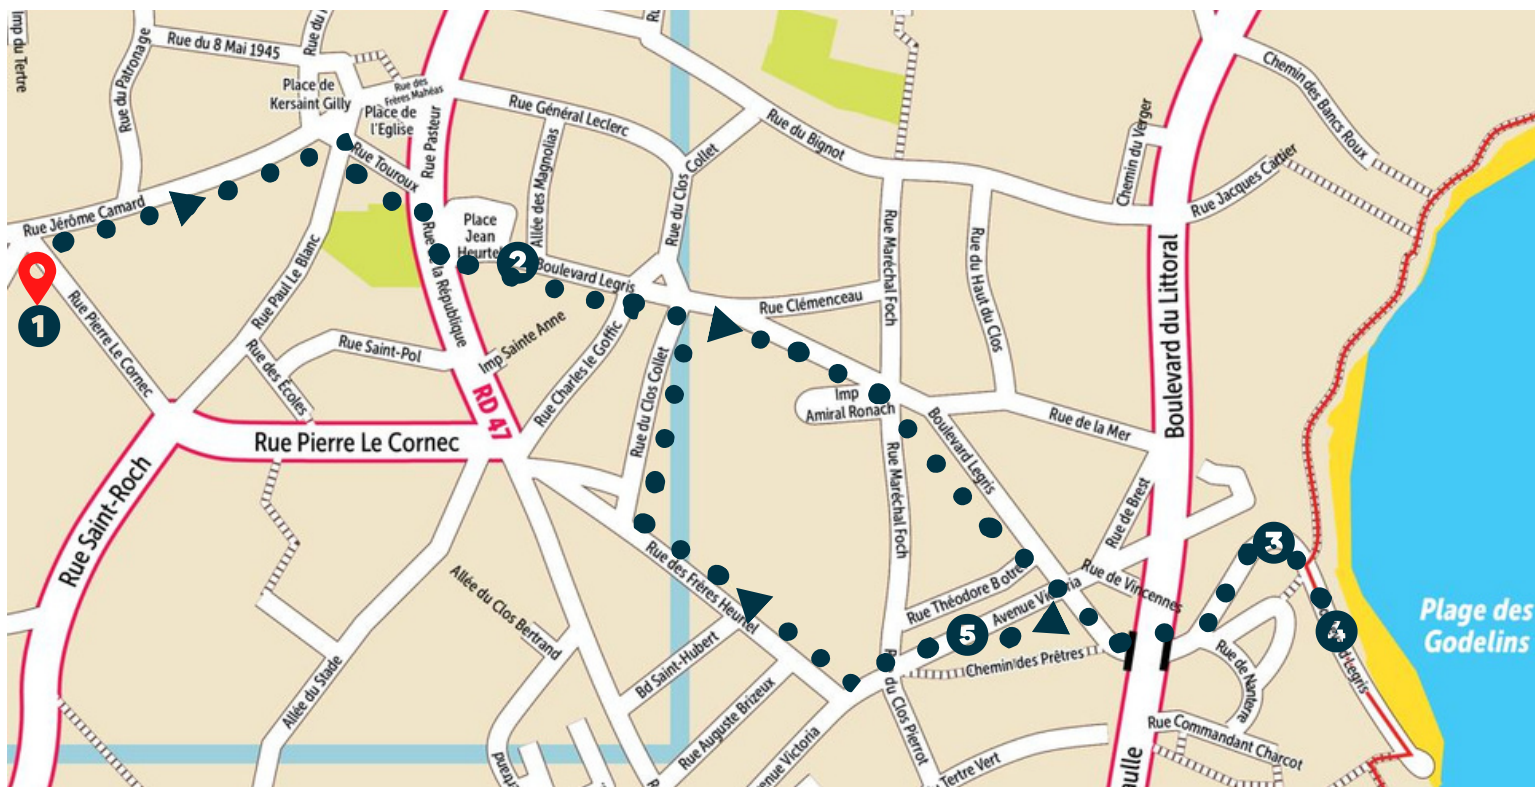 Imp du Tertre
Rue du Patronage
Rue du 8 Mai 1945
Place de
Kersaint Gilly
Rue des
Frères Mahéas
Place de
l'Eglise
Rue Pasteur
Rue Général Leclerc
Allée des Magnolias
Rue du Clos Collet
Rue du Bignot
Chemin du Verger
Chemin des Bancs Roux
Rue Jacques Cartier
Rue Jérôme Camard
Rue Touroux
Place
Jean
Heurtel
2
Boulevard Legris
Rue de la République
Rue Paul Le Blanc
1
Rue Pierre Le Cornec
Rue des Écoles
Rue Saint-Pol
Imp Sainte Anne
RD 47
Rue Charles le Goffic
Rue du Clos Collet
Rue Clémenceau
Rue Maréchal Foch
Rue du Haut du Clos
Boulevard du Littoral
Imp
Amiral Ronach
Boulevard Legris
Rue de la Mer
Rue Pierre Le Cornec
Rue Saint-Roch
Rue Maréchal Foch
Rue de Brest
3
Rue des Frères Heurtel
Rue Théodore Botrel
Avenue Victoria
Rue de Vincennes
5
4
Plage des
Godelins
Chemin des Prêtres
Allée du Clos Bertrand
Bd Saint-Hubert
Allée du Stade
Rue Auguste Brizeux
Rue de Nanterre
Legris
Rue Commandant Charcot
du Clos Pierrot
enue Victoria
Tertre Vert
trand
aulle